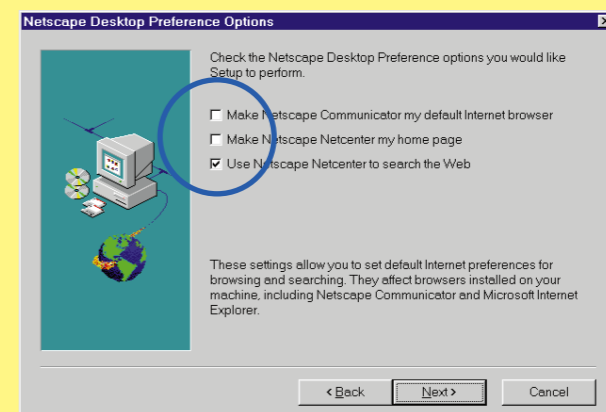 Netscape Desktop Preference Options
Check the Netscape Desktop Preference options you would like
Setup to perform.
Make Netscape Communicator my default Internet browser
Make Netscape Netcenter my home page
Use Netscape Netcenter to search the Web
These settings allow you to set default Internet preferences for
browsing and searching. They affect browsers installed on your
machine, including Netscape Communicator and Microsoft Internet
Explorer.
< Back
Next >
Cancel